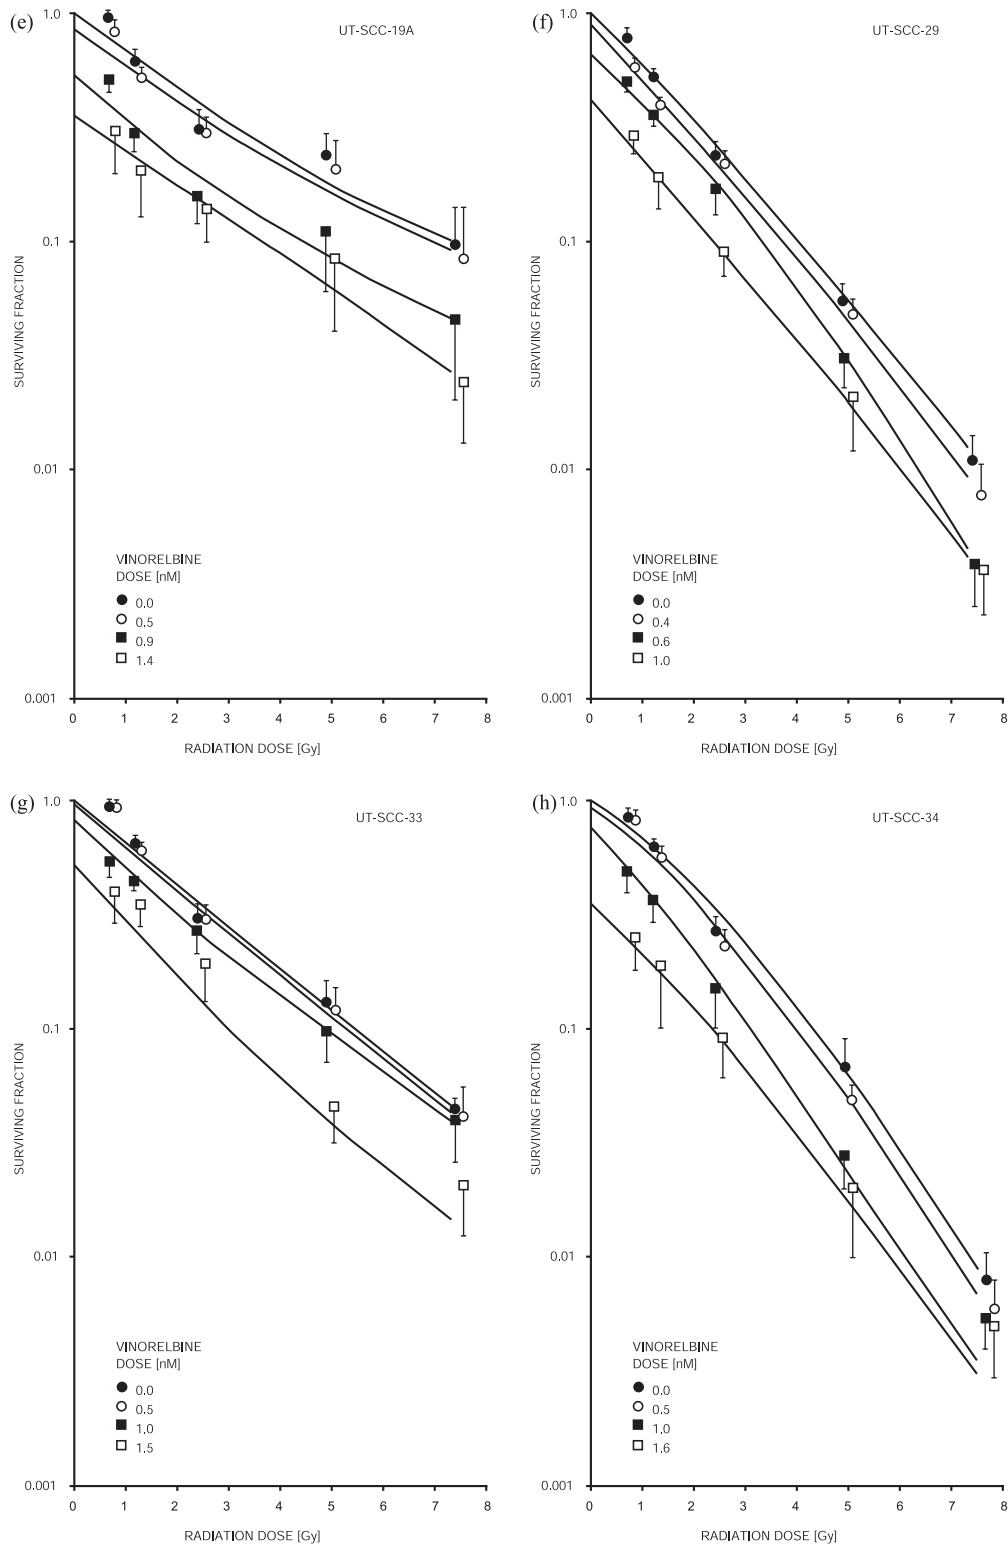 (e)
UT-SCC-19A
SURVIVING FRACTION
1.0
0.1
0.01
0.001
VINORELBINE
DOSE [nM]
0.0
0.5
0.9
1.4
0 1 2 3 4 5 6 7 8
RADIATION DOSE [Gy]
(f)
UT-SCC-29
SURVIVING FRACTION
1.0
0.1
0.01
0.001
VINORELBINE
DOSE [nM]
0.0
0.4
0.6
1.0
0 1 2 3 4 5 6 7 8
RADIATION DOSE [Gy]
(g)
UT-SCC-33
SURVIVING FRACTION
1.0
0.1
0.01
0.001
VINORELBINE
DOSE [nM]
0.0
0.5
1.0
1.5
0 1 2 3 4 5 6 7 8
RADIATION DOSE [Gy]
(h)
UT-SCC-34
SURVIVING FRACTION
1.0
0.1
0.01
0.001
VINORELBINE
DOSE [nM]
0.0
0.5
1.0
1.6
0 1 2 3 4 5 6 7 8
RADIATION DOSE [Gy]